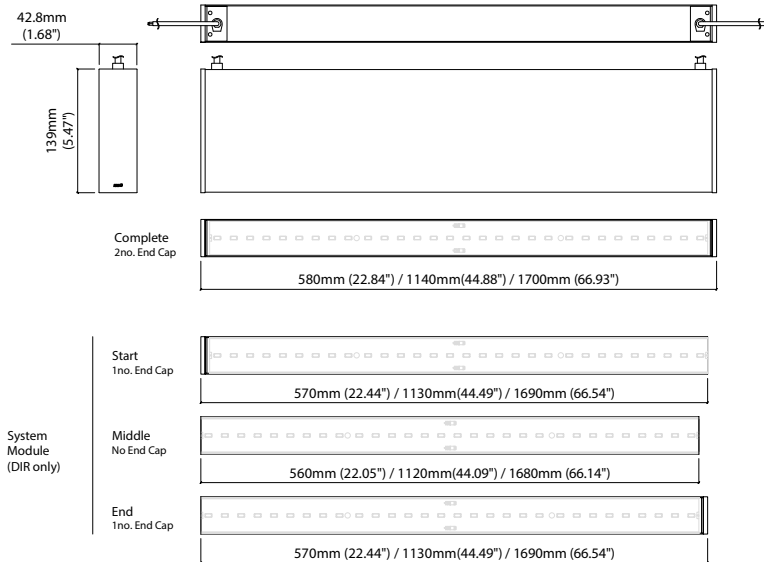 42.8mm
(1.68")
139mm
(5.47")
Complete
2no. End Cap
580mm (22.84") / 1140mm(44.88") / 1700mm (66.93")
Start
1no. End Cap
570mm (22.44") / 1130mm(44.49") / 1690mm (66.54")
System
Module
(DIR only)
Middle
No End Cap
560mm (22.05") / 1120mm(44.09") / 1680mm (66.14")
End
1no. End Cap
570mm (22.44") / 1130mm(44.49") / 1690mm (66.54")